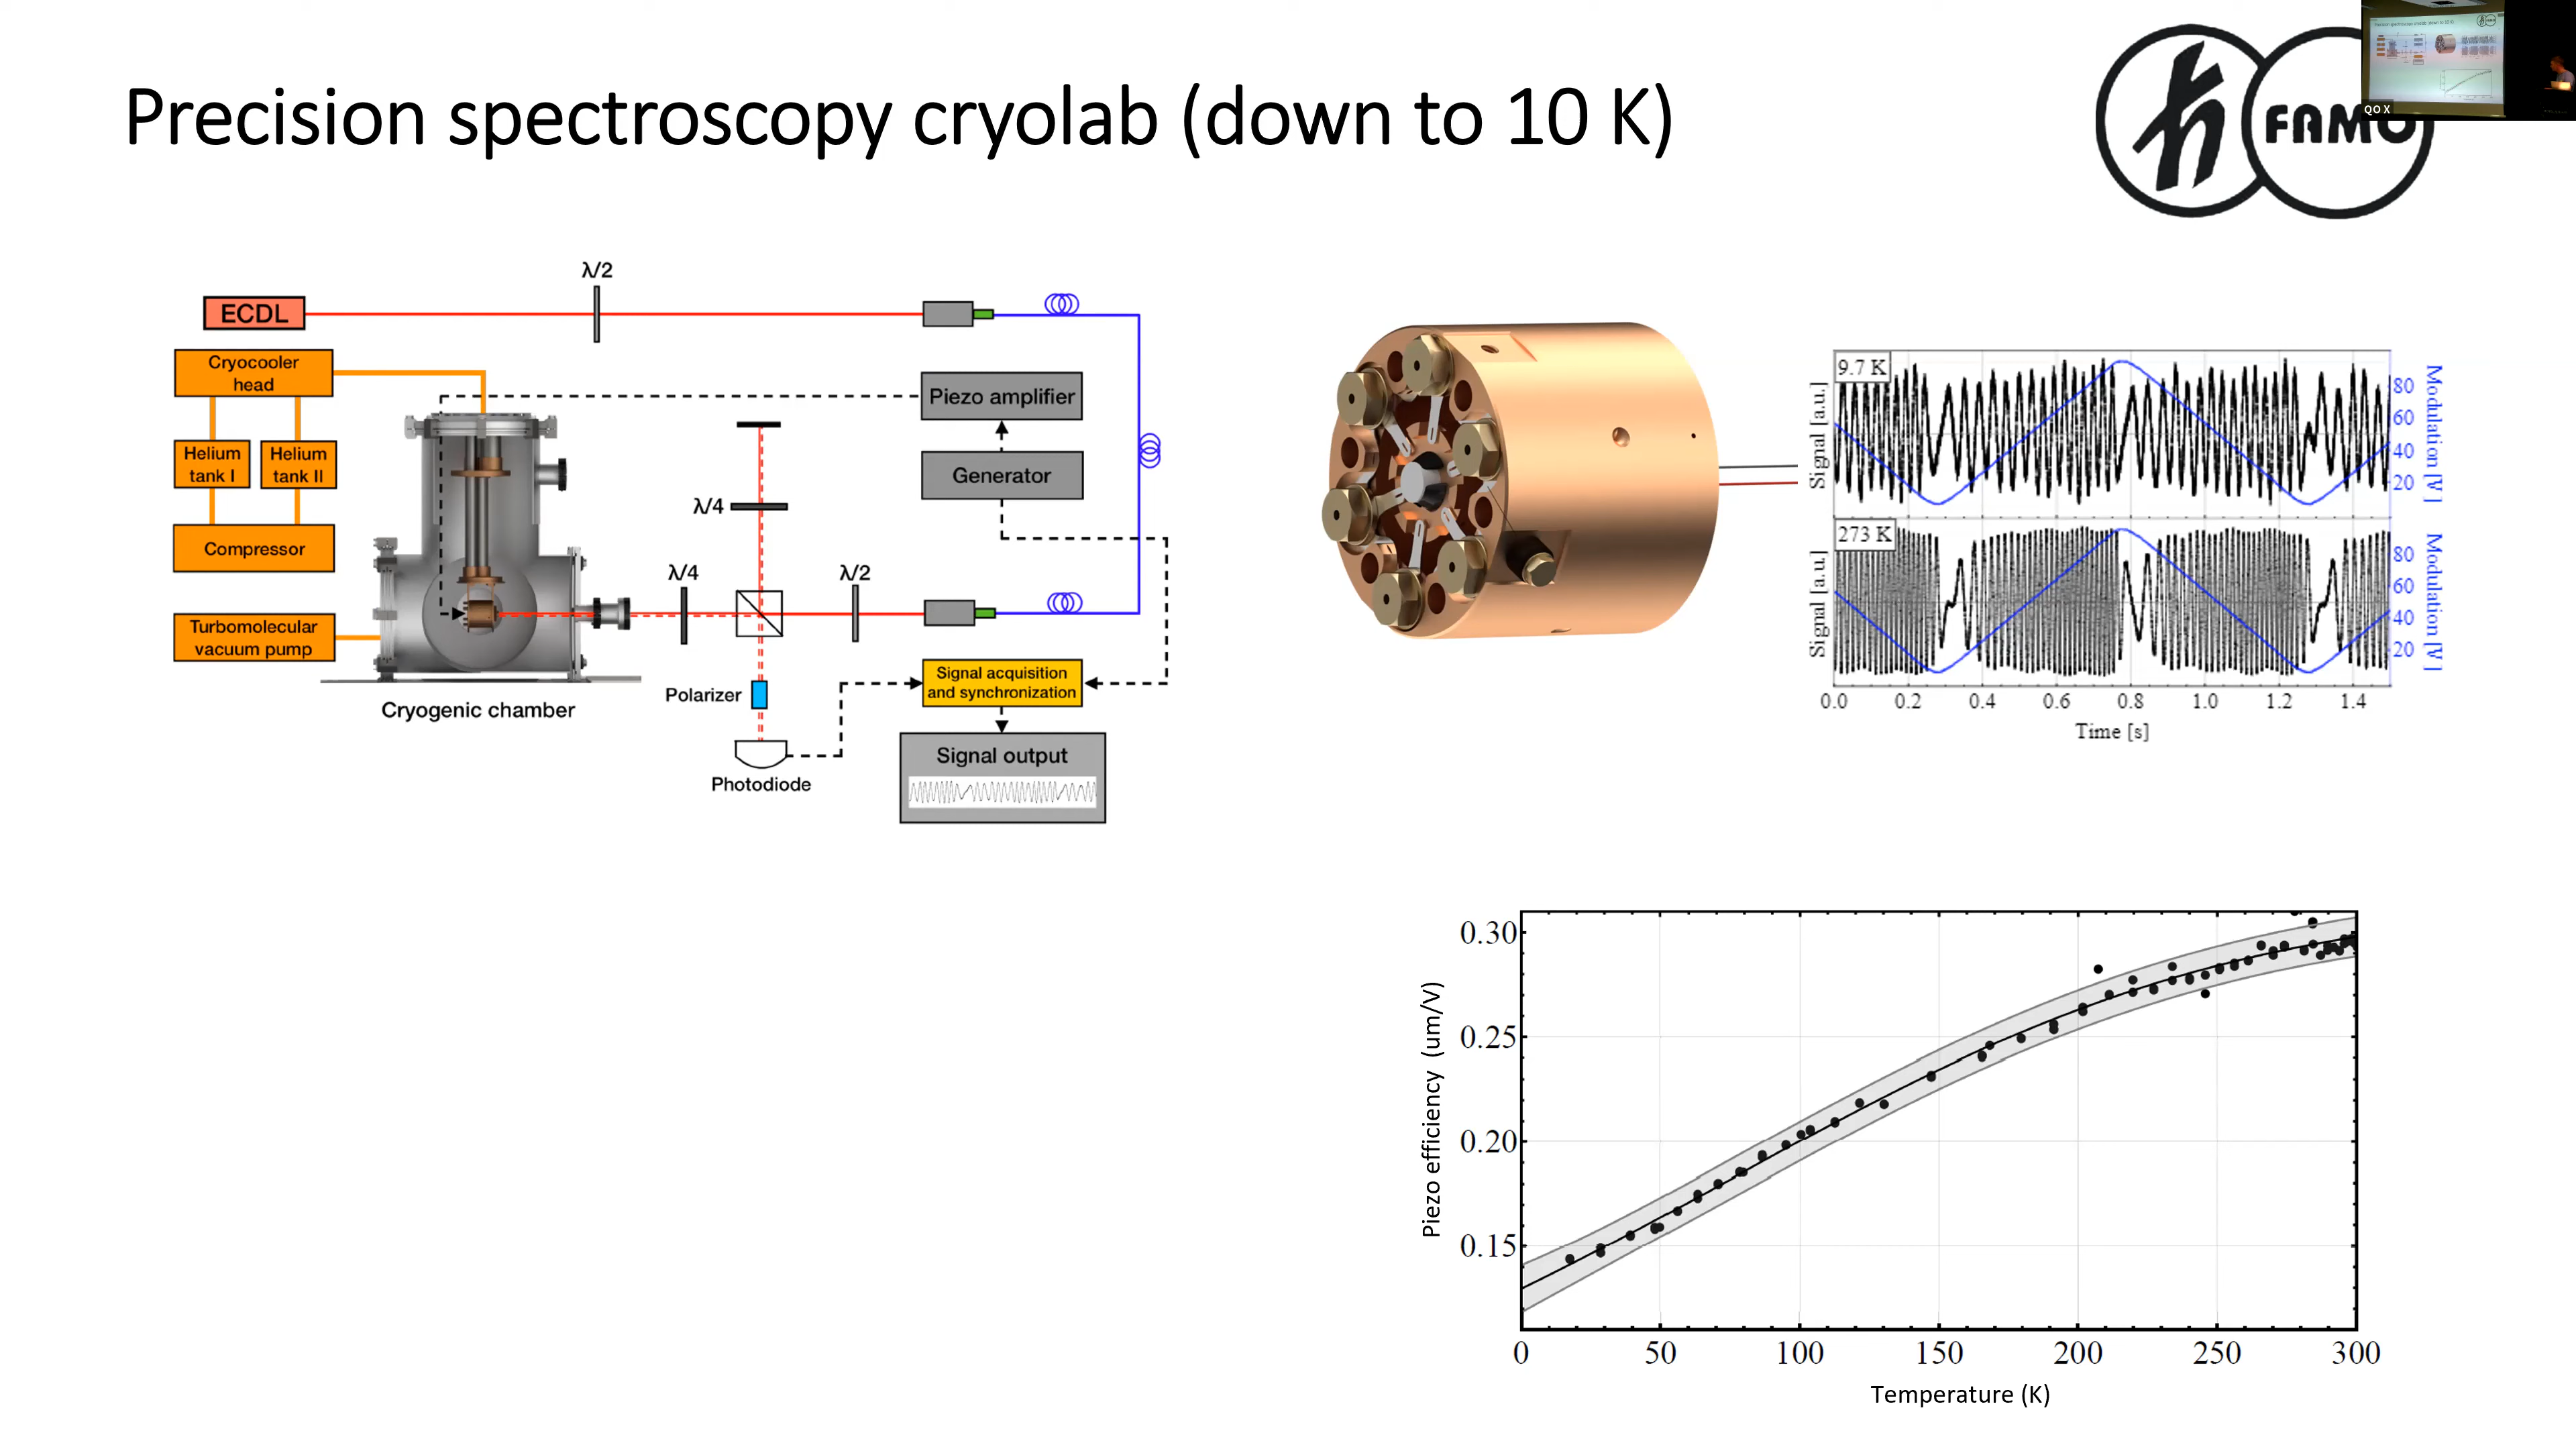 Precision spectroscopy cryolab (down to 10 K)
ħ
FAMO
QO X
λ/2
ECDL
Cryocooler
head
Helium
tank I
Helium
tank II
Compressor
Turbomolecular
vacuum pump
Cryogenic chamber
Piezo amplifier
Generator
λ/4
λ/4
λ/2
Polarizer
Photodiode
Signal acquisition
and synchronization
Signal output
9.7 K
Signal [a.u.]
80
60
40
20
Modulation [V]
273 K
Signal [a.u.]
80
60
40
20
Modulation [V]
0.0 0.2 0.4 0.6 0.8 1.0 1.2 1.4
Time [s]
Piezo efficiency (um/V)
0.30
0.25
0.20
0.15
0 50 100 150 200 250 300
Temperature (K)